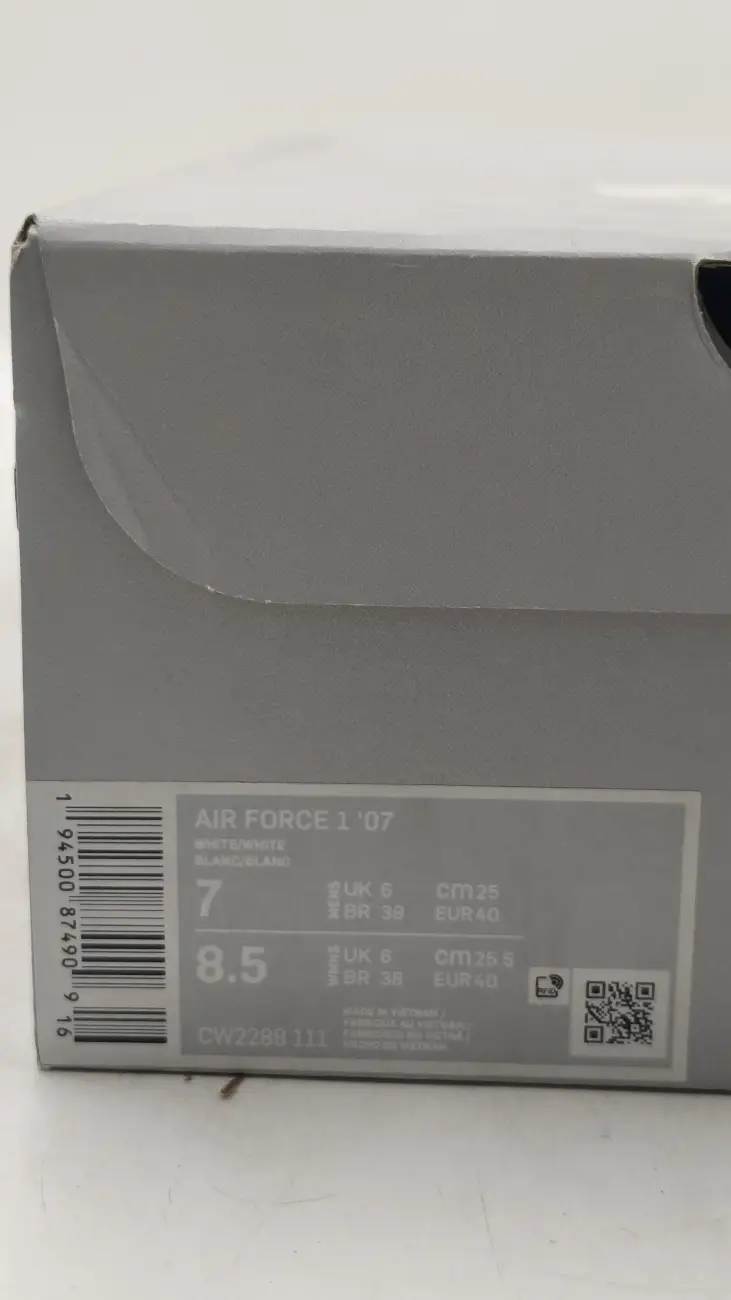 AIR FORCE 1 '07
WHITE/WHITE
BLANC/BLANC
7
MENS
UK 6 cm 25
BR 38 EUR 40
8.5
WMNS
UK 6 cm 25.5
BR 38 EUR 40
CW2288 111
MADE IN VIETNAM /
FABRIQUÉ AU VIETNAM /
RFID
1 94500 87490 9 16